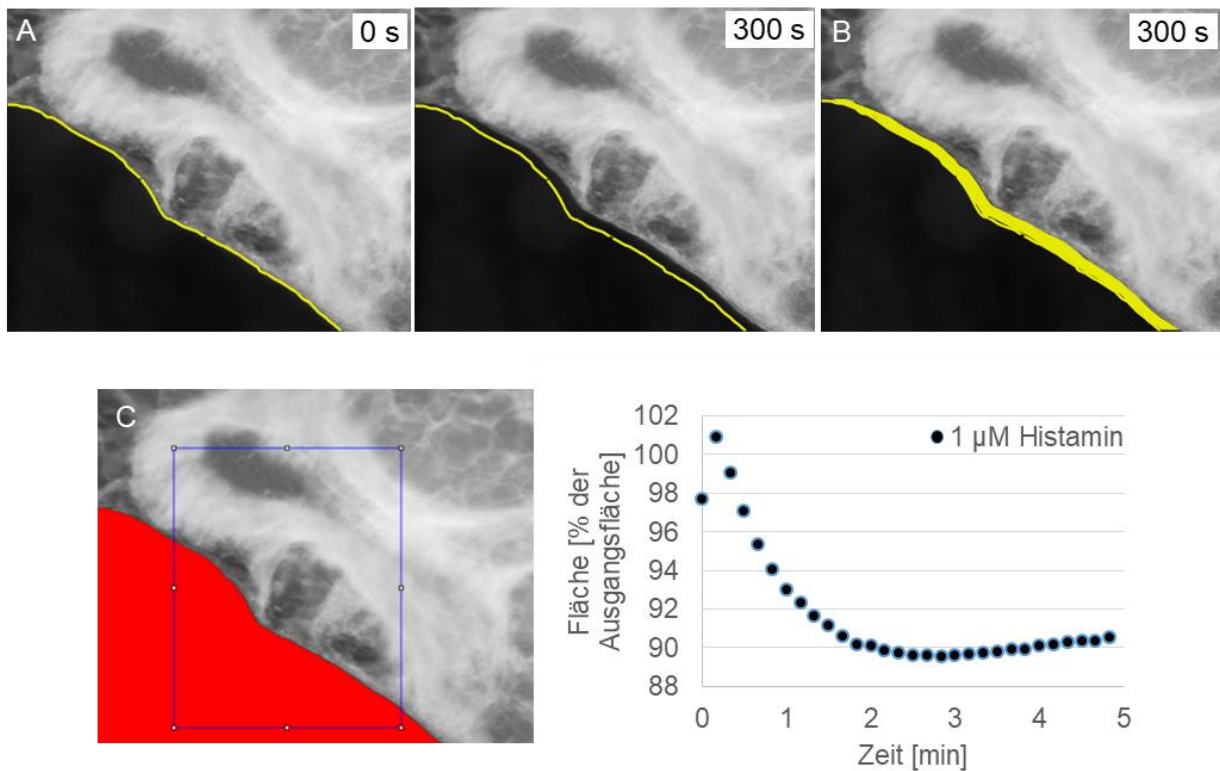 A
0 s
300 s
B
300 s
C
Fläche [% der
Ausgangsfläche]
102
100
98
96
94
92
90
88
1 µM Histamin
0
1
2
3
4
5
Zeit [min]